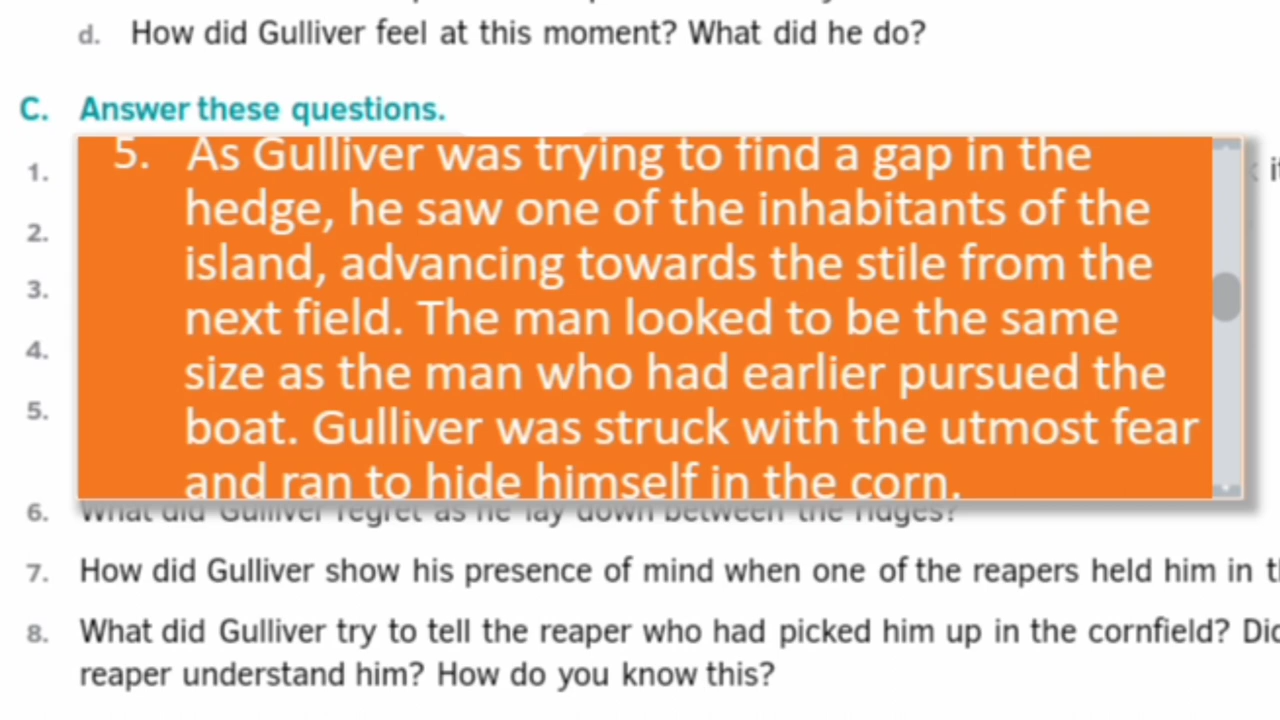 d. How did Gulliver feel at this moment? What did he do?
C. Answer these questions.
5. As Gulliver was trying to find a gap in the
hedge, he saw one of the inhabitants of the
island, advancing towards the stile from the
next field. The man looked to be the same
size as the man who had earlier pursued the
boat. Gulliver was struck with the utmost fear
and ran to hide himself in the corn.
1.
2.
3.
4.
5.
6. What did Gulliver regret as he lay down between the ridges?
7. How did Gulliver show his presence of mind when one of the reapers held him in
8. What did Gulliver try to tell the reaper who had picked him up in the cornfield?
reaper understand him? How do you know this?